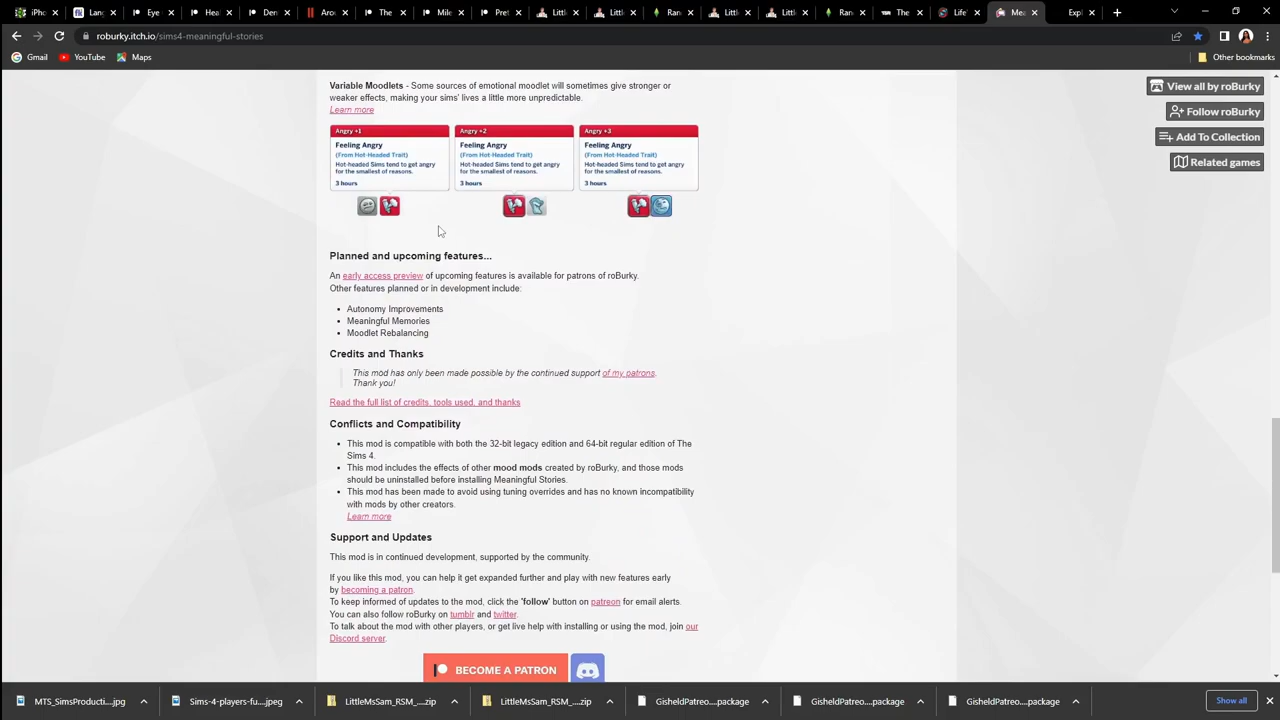 iPho
Lang
Eye
Hea
Der
Aro
The
Mile
Pre
Littl
Littl
Ran
Ran
The
Life'
Mea
Expl
roburky.itch.io/sims4-meaningful-stories
Gmail
YouTube
Maps
Other bookmarks
View all by roBurky
Follow roBurky
Add To Collection
Related games
Variable Moodlets - Some sources of emotional moodlet will sometimes give stronger or
weaker effects, making your sims' lives a little more unpredictable.
Learn more
Angry +1
Feeling Angry
(From Hot-Headed Trait)
Hot-headed Sims tend to get angry
for the smallest of reasons.
3 hours
Angry +2
Feeling Angry
(From Hot-Headed Trait)
Hot-headed Sims tend to get angry
for the smallest of reasons.
3 hours
Angry +3
Feeling Angry
(From Hot-Headed Trait)
Hot-headed Sims tend to get angry
for the smallest of reasons.
3 hours
Planned and upcoming features...
An early access preview of upcoming features is available for patrons of roBurky.
Other features planned or in development include:
Autonomy Improvements
Meaningful Memories
Moodlet Rebalancing
Credits and Thanks
This mod has only been made possible by the continued support of my patrons.
Thank you!
Read the full list of credits, tools used, and thanks
Conflicts and Compatibility
This mod is compatible with both the 32-bit legacy edition and 64-bit regular edition of The
Sims 4.
This mod includes the effects of other mood mods created by roBurky, and those mods
should be uninstalled before installing Meaningful Stories.
This mod has been made to avoid using tuning overrides and has no known incompatibility
with mods by other creators.
Learn more
Support and Updates
This mod is in continued development, supported by the community.
If you like this mod, you can help it get expanded further and play with new features early
by becoming a patron.
To keep informed of updates to the mod, click the 'follow' button on patreon for email alerts.
You can also follow roBurky on tumblr and twitter.
To talk about the mod with other players, or get live help with installing or using the mod, join our
Discord server.
BECOME A PATRON
MTS_SimsProducti....jpg
Sims-4-players-fu....jpeg
LittleMsSam_RSM_....zip
LittleMsSam_RSM_....zip
GisheldPatreo....package
GisheldPatreo....package
GisheldPatreo....package
Show all